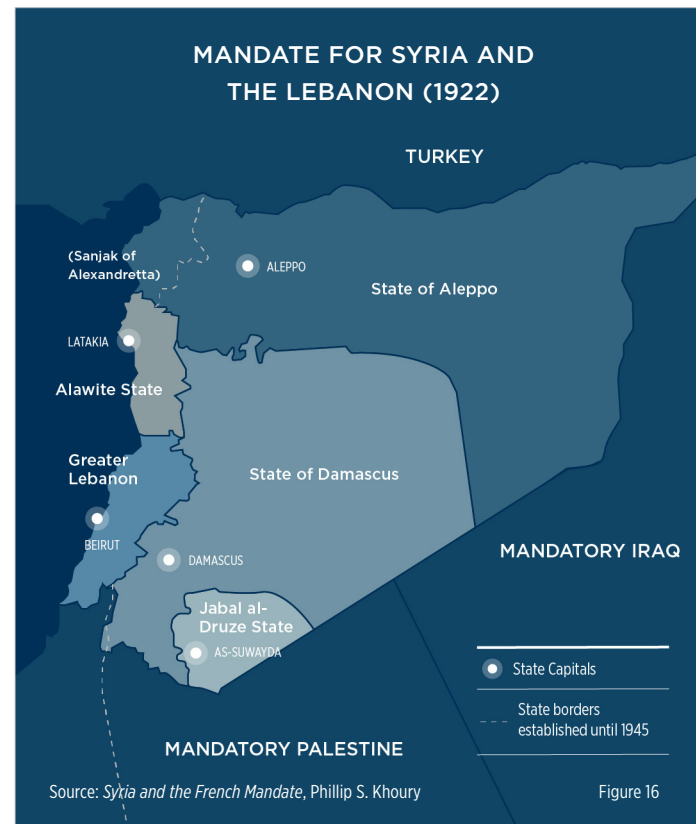 MANDATE FOR SYRIA AND
THE LEBANON (1922)
TURKEY
(Sanjak of
Alexandretta)
ALEPPO
State of Aleppo
LATAKIA
Alawite State
Greater
Lebanon
State of Damascus
BEIRUT
DAMASCUS
MANDATORY IRAQ
Jabal al-
Druze State
AS-SUWAYDA
State Capitals
State borders
established until 1945
MANDATORY PALESTINE
Source: Syria and the French Mandate, Phillip S. Khoury
Figure 16